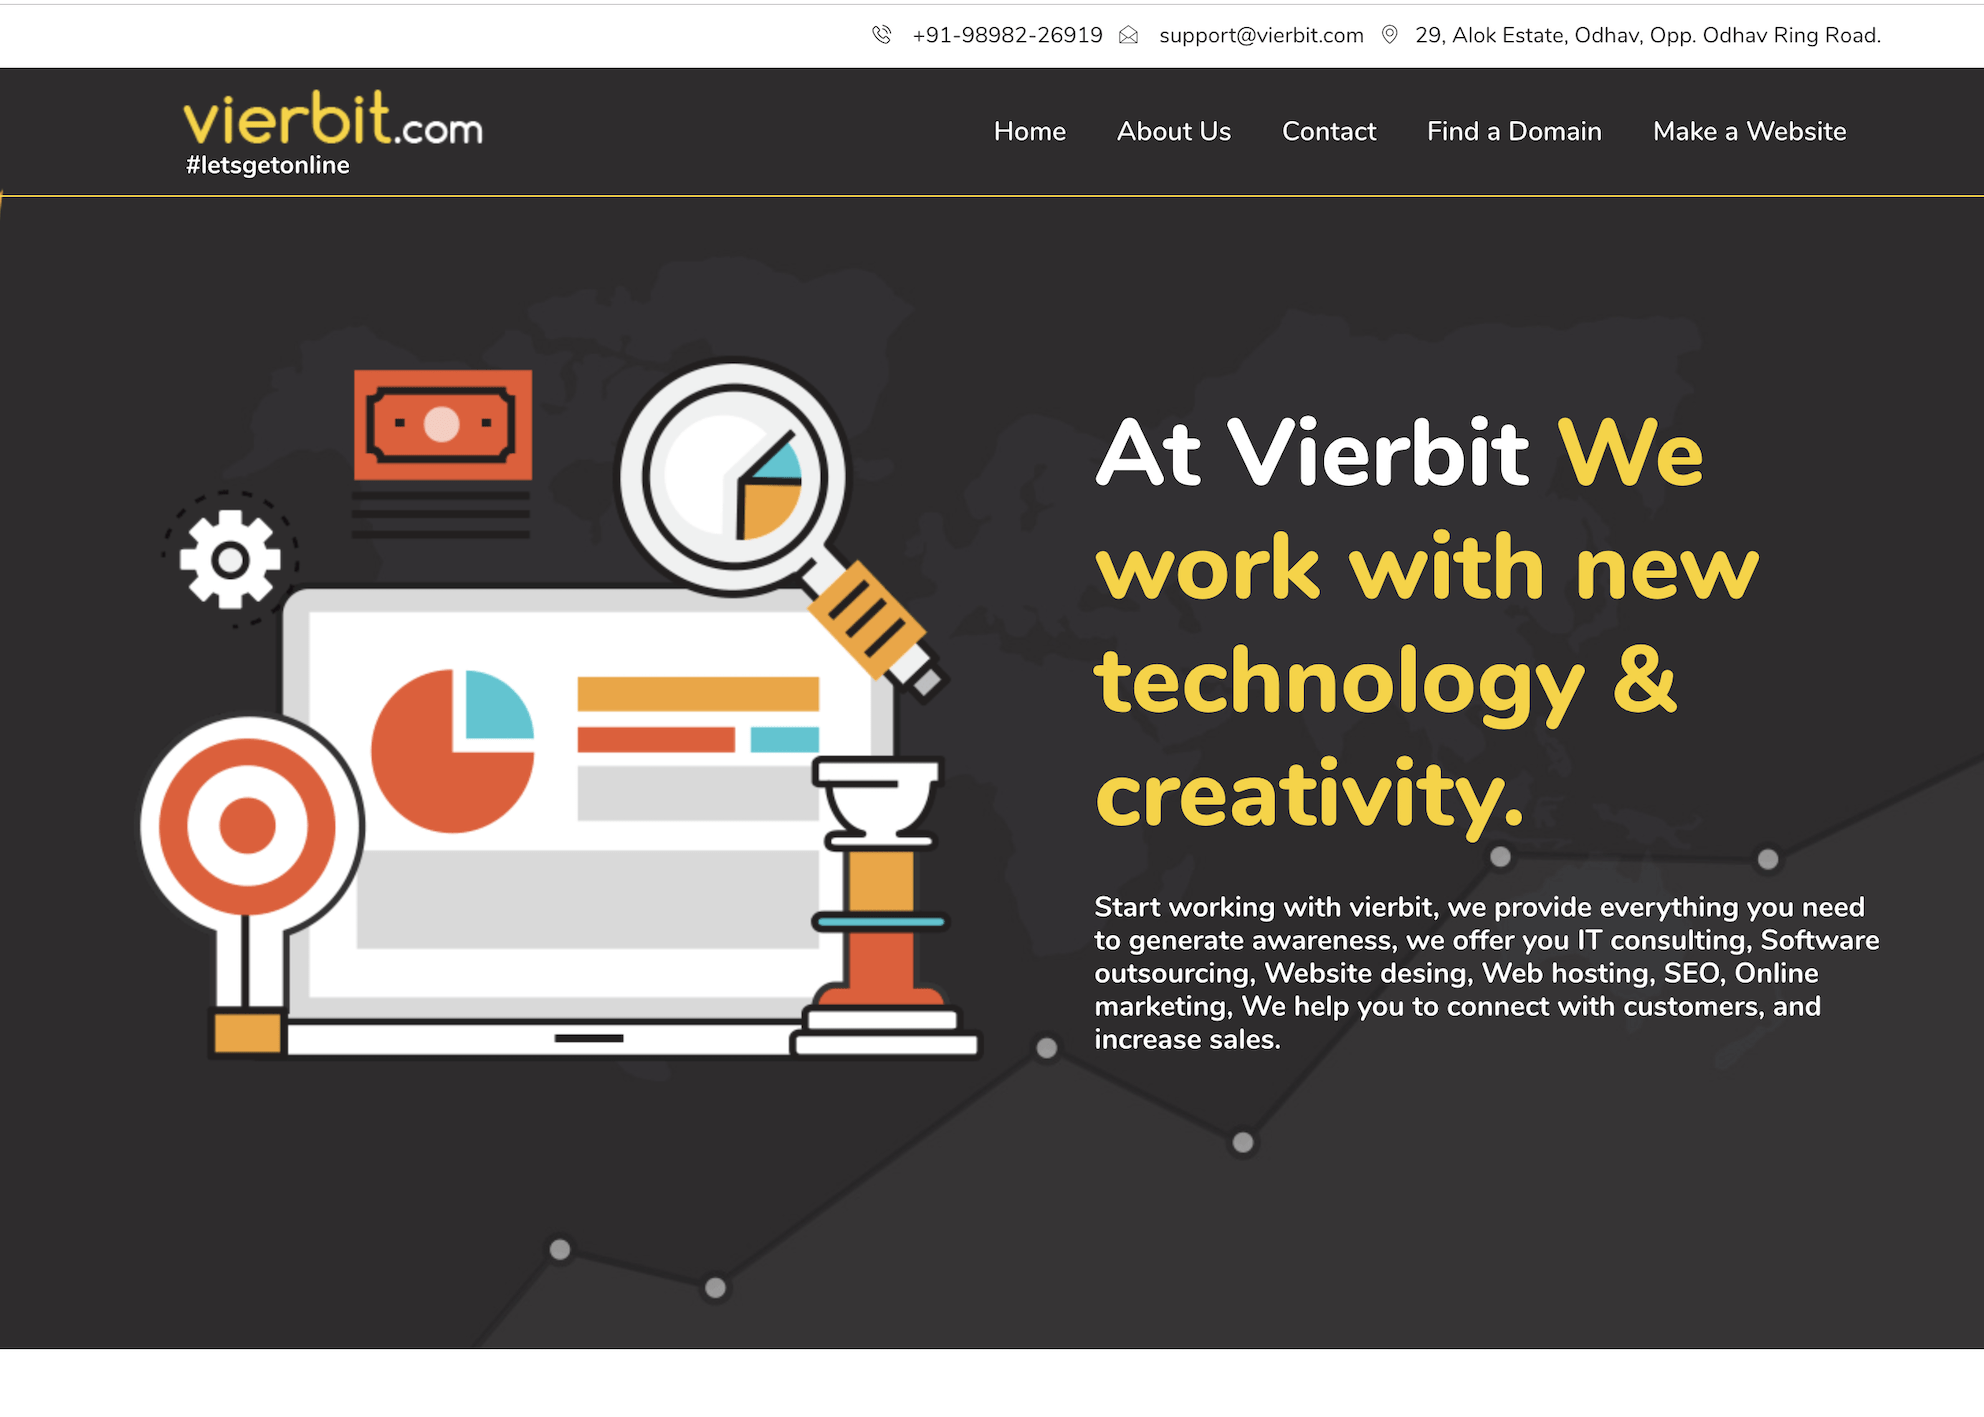 +91-98982-26919 support@vierbit.com 29, Alok Estate, Odhav, Opp. Odhav Ring Road.
vierbit.com
#letsgetonline
Home About Us Contact Find a Domain Make a Website
At Vierbit We
work with new
technology &
creativity.
Start working with vierbit, we provide everything you need
to generate awareness, we offer you IT consulting, Software
outsourcing, Website desing, Web hosting, SEO, Online
marketing, We help you to connect with customers, and
increase sales.